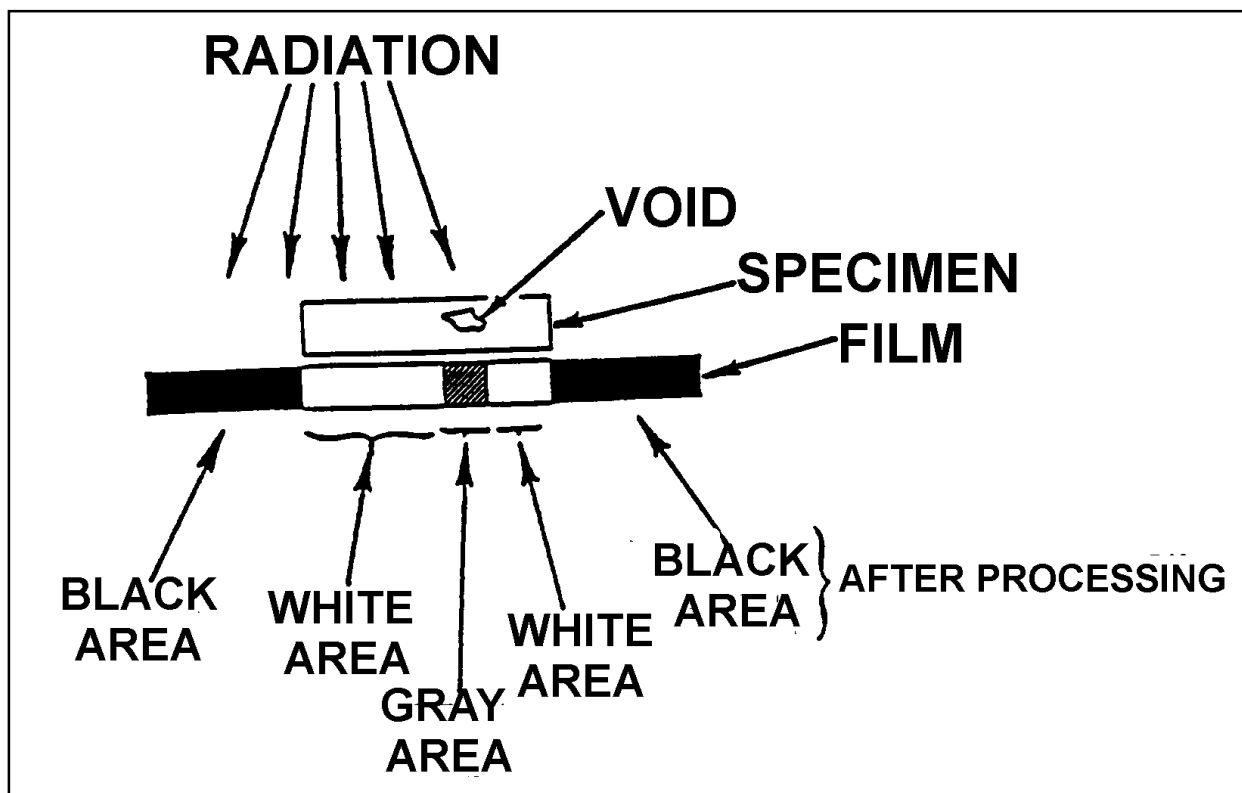 RADIATION
VOID
SPECIMEN
FILM
BLACK
AREA
WHITE
AREA
GRAY
AREA
WHITE
AREA
BLACK
AREA
AFTER PROCESSING